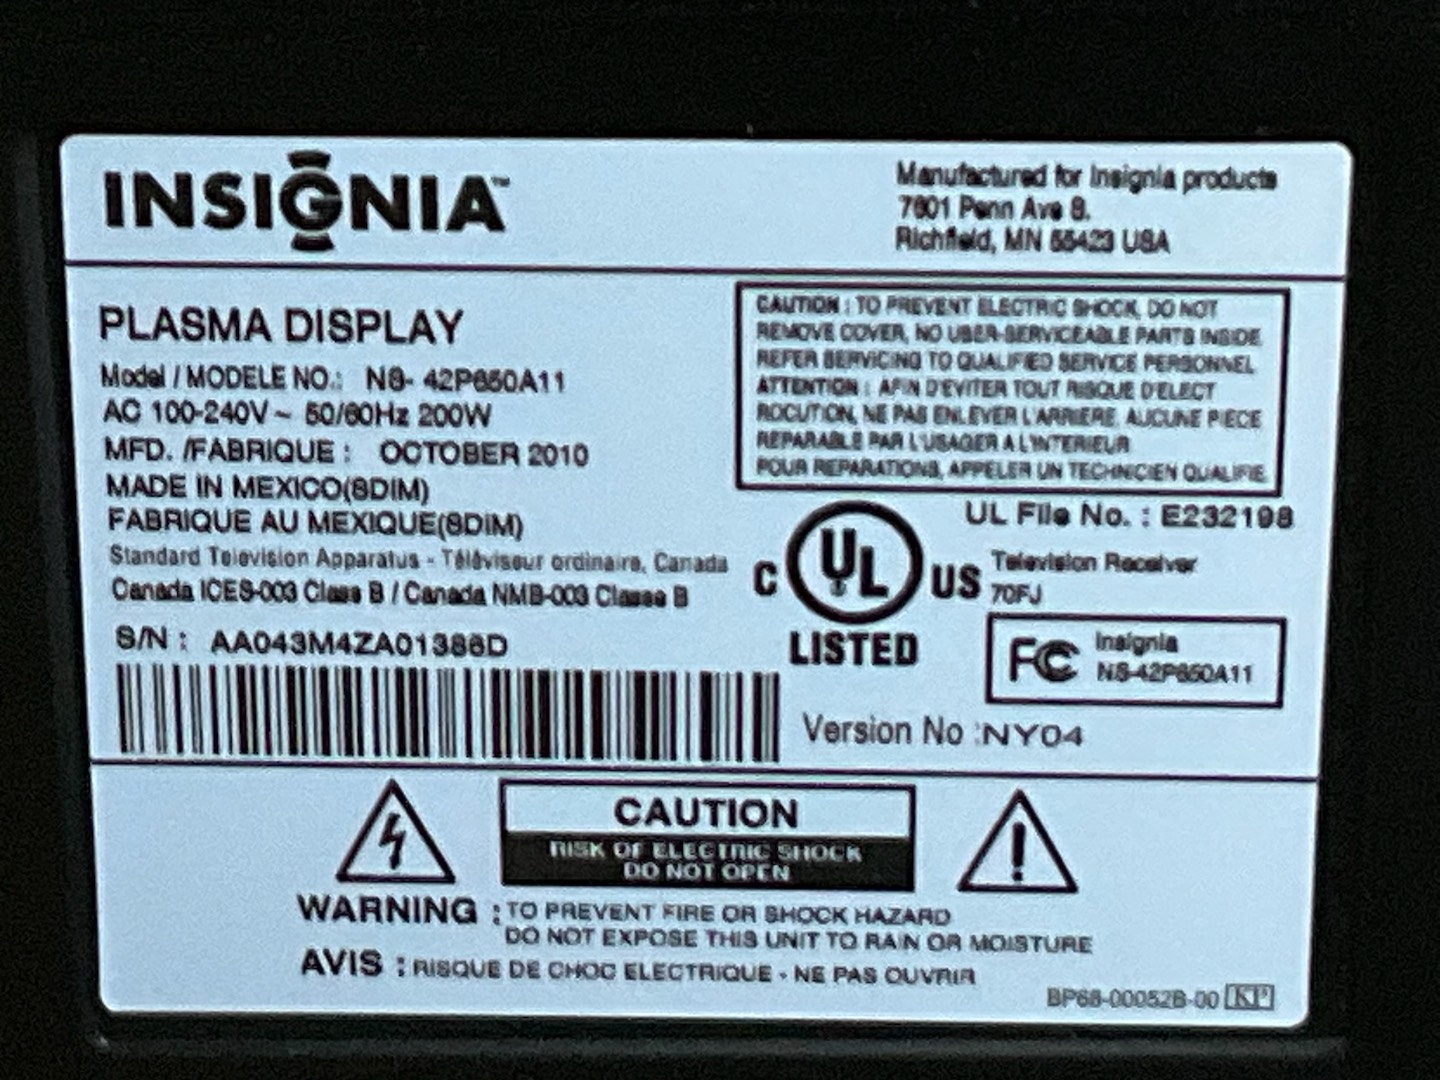 INSIGNIA™
Manufactured for Insignia products
7601 Penn Ave S.
Richfield, MN 55423 USA
PLASMA DISPLAY
Model / MODELE NO.: NS- 42P650A11
AC 100-240V ~ 50/60Hz 200W
MFD. /FABRIQUE : OCTOBER 2010
MADE IN MEXICO(SDIM)
FABRIQUE AU MEXIQUE(SDIM)
Standard Television Apparatus - Téléviseur ordinaire, Canada
Canada ICES-003 Class B / Canada NMB-003 Classe B
S/N : AA043M4ZA01386D
CAUTION : TO PREVENT ELECTRIC SHOCK, DO NOT
REMOVE COVER, NO USER-SERVICEABLE PARTS INSIDE.
REFER SERVICING TO QUALIFIED SERVICE PERSONNEL
ATTENTION : AFIN D'EVITER TOUT RISQUE D'ELECT
ROCUTION, NE PAS ENLEVER L'ARRIERE. AUCUNE PIECE
REPARABLE PAR L'USAGER A L'INTERIEUR
POUR REPARATIONS, APPELER UN TECHNICIEN QUALIFIE.
UL File No. : E232198
C UL US
LISTED
Television Receiver
70FJ
FC Insignia
NS-42P650A11
Version No :NY04
CAUTION
RISK OF ELECTRIC SHOCK
DO NOT OPEN
WARNING : TO PREVENT FIRE OR SHOCK HAZARD
DO NOT EXPOSE THIS UNIT TO RAIN OR MOISTURE
AVIS : RISQUE DE CHOC ELECTRIQUE - NE PAS OUVRIR
BP68-00052B-00 KP